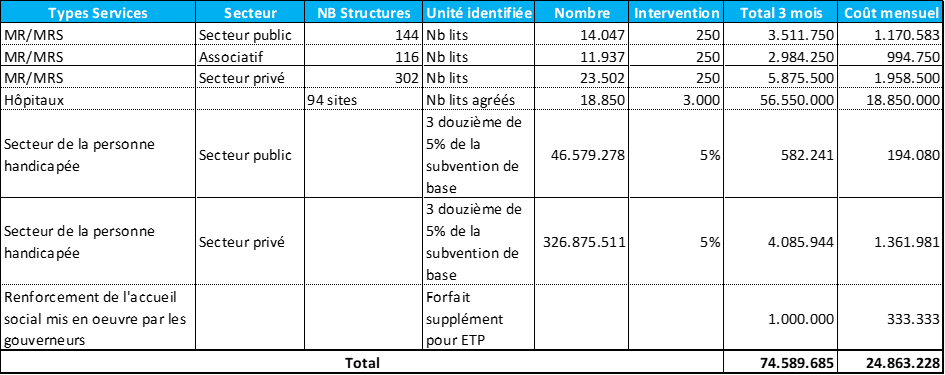 Types Services Secteur NB Structures Unité identifiée Nombre Intervention Total 3 mois Coût mensuel
MR/MRS Secteur public 144 Nb lits 14.047 250 3.511.750 1.170.583
MR/MRS Associatif 116 Nb lits 11.937 250 2.984.250 994.750
MR/MRS Secteur privé 302 Nb lits 23.502 250 5.875.500 1.958.500
Hôpitaux 94 sites Nb lits agréés 18.850 3.000 56.550.000 18.850.000
Secteur de la personne
handicapée
Secteur public
3 douzième de
5% de la
subvention de
base
46.579.278 5% 582.241 194.080
Secteur de la personne
handicapée
Secteur privé
3 douzième de
5% de la
subvention de
base
326.875.511 5% 4.085.944 1.361.981
Renforcement de l'accueil
social mis en oeuvre par les
gouverneurs
Forfait
supplément
pour ETP
1.000.000 333.333
Total 74.589.685 24.863.228